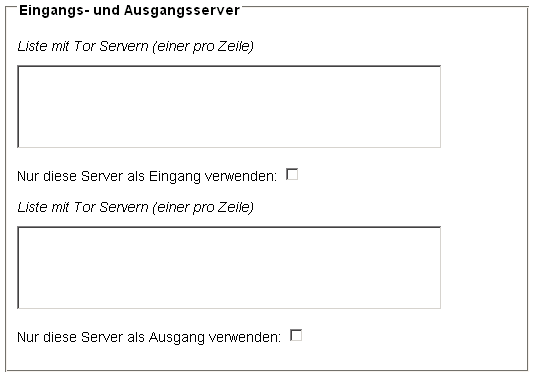 Eingangs- und Ausgangsserver
Liste mit Tor Servern (einer pro Zeile)
Nur diese Server als Eingang verwenden:
Liste mit Tor Servern (einer pro Zeile)
Nur diese Server als Ausgang verwenden: